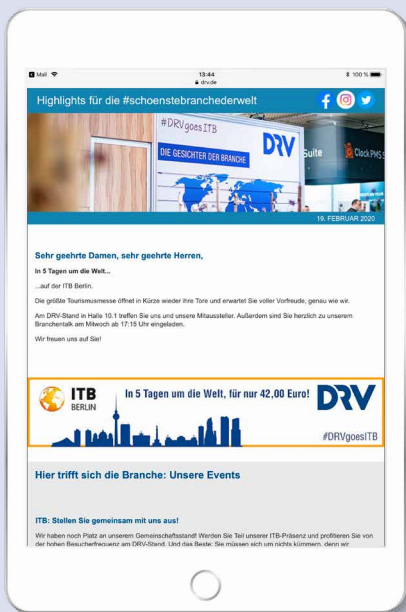 Mail
13:44
100 %
drv.de
Highlights für die #schoenstebranchederwelt
#DRVgoesITB
DIE GESICHTER DER BRANCHE
DRV
Suite
Clock PMS
19. FEBRUAR 2020
Sehr geehrte Damen, sehr geehrte Herren,
In 5 Tagen um die Welt...
...auf der ITB Berlin.
Die größte Tourismusmesse öffnet in Kürze wieder ihre Tore und erwartet Sie voller Vorfreude, genau wie wir.
Am DRV-Stand in Halle 10.1 treffen Sie uns und unsere Mitaussteller. Außerdem sind Sie herzlich zu unserem
Branchentalk am Mittwoch ab 17:15 Uhr eingeladen.
Wir freuen uns auf Sie!
ITB
BERLIN
In 5 Tagen um die Welt, für nur 42,00 Euro!
DRV
#DRVgoesITB
Hier trifft sich die Branche: Unsere Events
ITB: Stellen Sie gemeinsam mit uns aus!
Wir haben noch Platz an unserem Gemeinschaftsstand! Werden Sie Teil unserer ITB-Präsenz und profitieren Sie von
der hohen Besucherfrequenz am DRV-Stand. Und das Beste: Sie müssen sich um nichts kümmern, denn wir